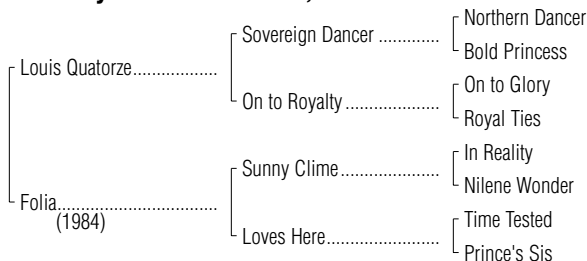 Northern Dancer
Sovereign Dancer .............
Bold Princess
Louis Quatorze..................
On to Glory
On to Royalty ....................
Royal Ties
In Reality
Sunny Clime .....................
Nilene Wonder
Folia..................................
(1984)
Time Tested
Loves Here........................
Prince's Sis